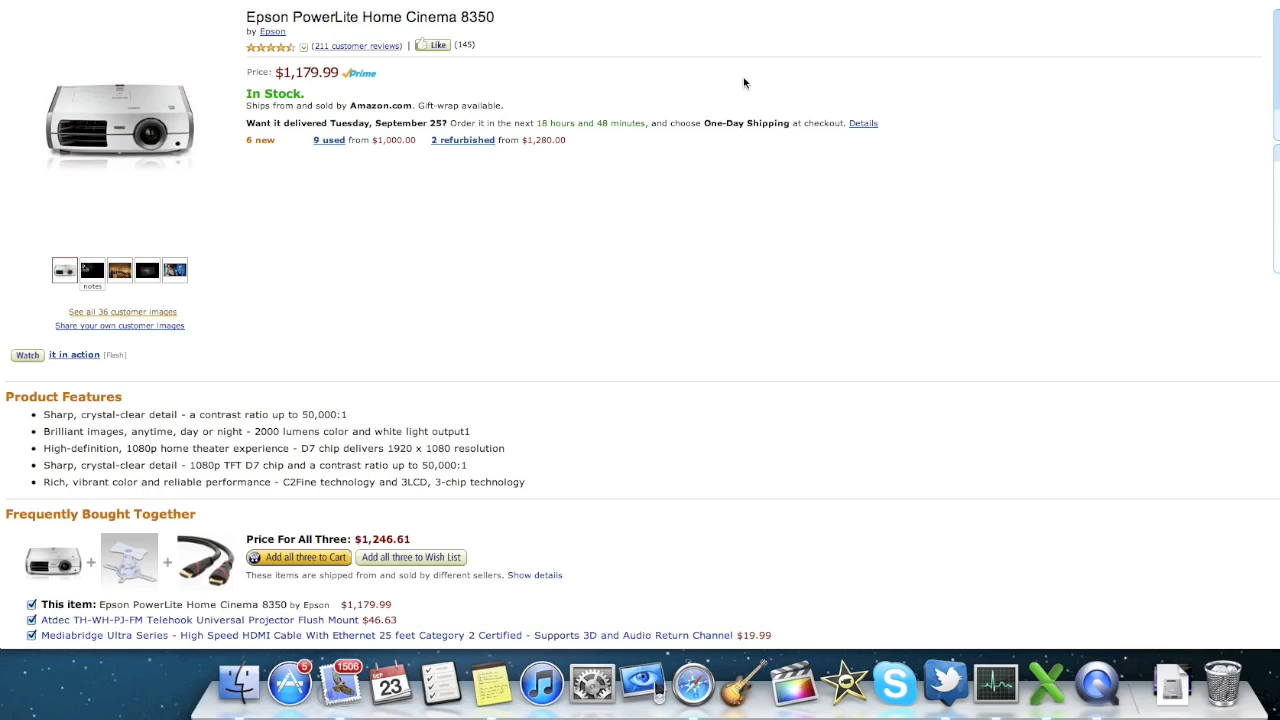 Epson PowerLite Home Cinema 8350
by Epson
(211 customer reviews) | Like (145)
Price: $1,179.99 Prime
In Stock.
Ships from and sold by Amazon.com. Gift-wrap available.
Want it delivered Tuesday, September 25? Order it in the next 18 hours and 48 minutes, and choose One-Day Shipping at checkout. Details
6 new 9 used from $1,000.00 2 refurbished from $1,280.00
notes
See all 36 customer images
Share your own customer images
Watch it in action [Flash]
Product Features
• Sharp, crystal-clear detail - a contrast ratio up to 50,000:1
• Brilliant images, anytime, day or night - 2000 lumens color and white light output1
• High-definition, 1080p home theater experience - D7 chip delivers 1920 x 1080 resolution
• Sharp, crystal-clear detail - 1080p TFT D7 chip and a contrast ratio up to 50,000:1
• Rich, vibrant color and reliable performance - C2Fine technology and 3LCD, 3-chip technology
Frequently Bought Together
Price For All Three: $1,246.61
+ + Add all three to Cart Add all three to Wish List
These items are shipped from and sold by different sellers. Show details
This item: Epson PowerLite Home Cinema 8350 by Epson $1,179.99
Atdec TH-WH-PJ-FM Telehook Universal Projector Flush Mount $46.63
Mediabridge Ultra Series - High Speed HDMI Cable With Ethernet 25 feet Category 2 Certified - Supports 3D and Audio Return Channel $19.99
5 1506 SEP
23